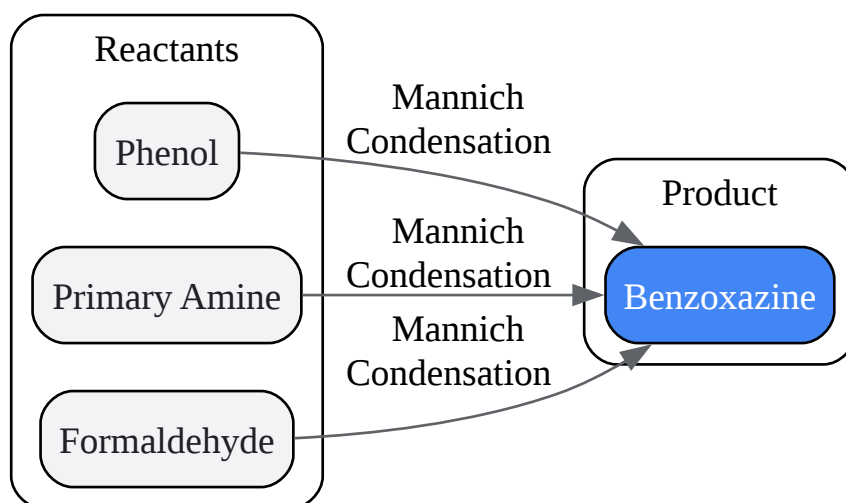 Reactants
Phenol
Primary Amine
Formaldehyde
Mannich
Condensation
Mannich
Condensation
Mannich
Condensation
Product
Benzoxazine